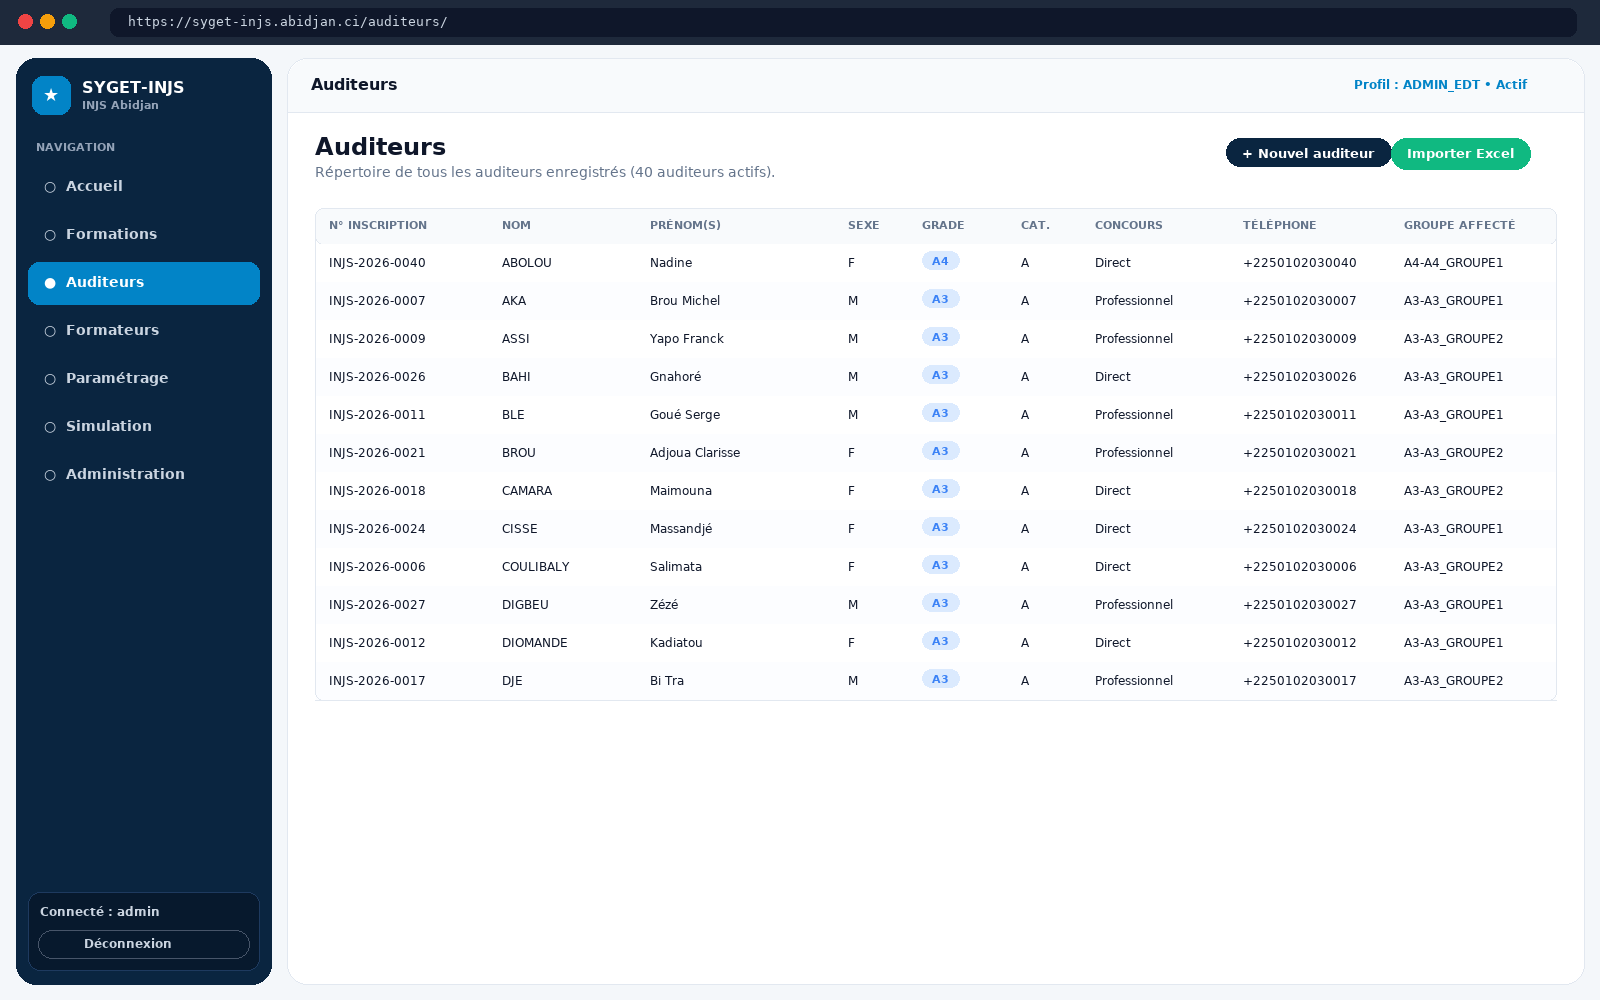 https://syget-injs.abidjan.ci/auditeurs/
★ SYGET-INJS
INJS Abidjan
NAVIGATION
Accueil
Formations
Auditeurs
Formateurs
Paramétrage
Simulation
Administration
Connecté : admin
Déconnexion
Auditeurs
Profil : ADMIN_EDT • Actif
Auditeurs
Répertoire de tous les auditeurs enregistrés (40 auditeurs actifs).
+ Nouvel auditeur
Importer Excel
N° INSCRIPTION NOM PRÉNOM(S) SEXE GRADE CAT. CONCOURS TÉLÉPHONE GROUPE AFFECTÉ
INJS-2026-0040 ABOLOU Nadine F A4 A Direct +2250102030040 A4-A4_GROUPE1
INJS-2026-0007 AKA Brou Michel M A3 A Professionnel +2250102030007 A3-A3_GROUPE1
INJS-2026-0009 ASSI Yapo Franck M A3 A Professionnel +2250102030009 A3-A3_GROUPE2
INJS-2026-0026 BAHI Gnahoré M A3 A Direct +2250102030026 A3-A3_GROUPE1
INJS-2026-0011 BLE Goué Serge M A3 A Professionnel +2250102030011 A3-A3_GROUPE1
INJS-2026-0021 BROU Adjoua Clarisse F A3 A Professionnel +2250102030021 A3-A3_GROUPE2
INJS-2026-0018 CAMARA Maimouna F A3 A Direct +2250102030018 A3-A3_GROUPE2
INJS-2026-0024 CISSE Massandjé F A3 A Direct +2250102030024 A3-A3_GROUPE1
INJS-2026-0006 COULIBALY Salimata F A3 A Direct +2250102030006 A3-A3_GROUPE2
INJS-2026-0027 DIGBEU Zézé M A3 A Professionnel +2250102030027 A3-A3_GROUPE1
INJS-2026-0012 DIOMANDE Kadiatou F A3 A Direct +2250102030012 A3-A3_GROUPE1
INJS-2026-0017 DJE Bi Tra M A3 A Professionnel +2250102030017 A3-A3_GROUPE2